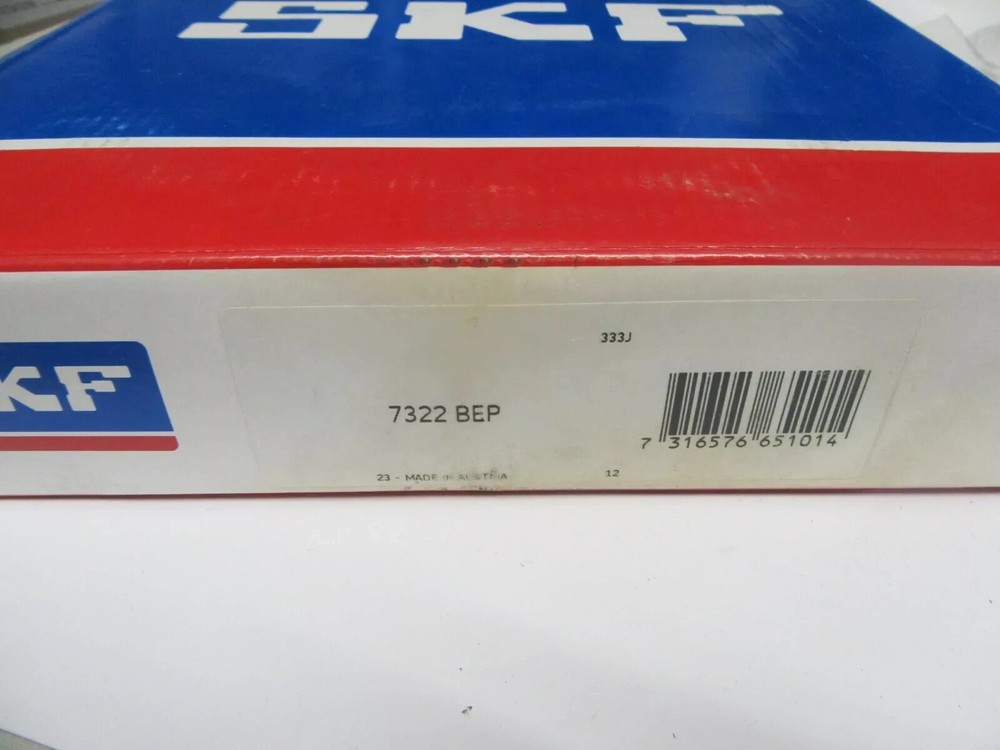 SKF
333J
SKF
7322 BEP
7 316576 651014
23 - MADE IN AUSTRIA
12